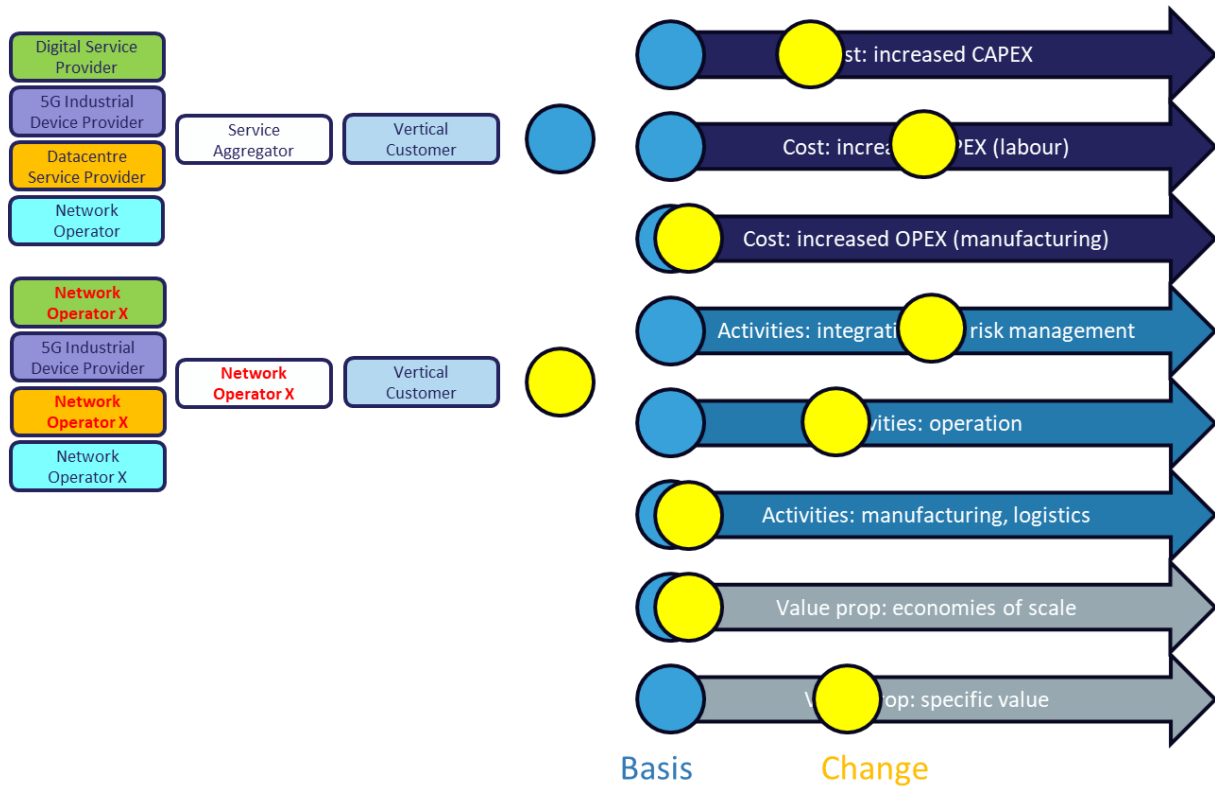 Digital Service
Provider
5G Industrial
Device Provider
Datacentre
Service Provider
Network
Operator
Service
Aggregator
Vertical
Customer
Network
Operator X
5G Industrial
Device Provider
Network
Operator X
Network
Operator X
Network
Operator X
Vertical
Customer
st: increased CAPEX
Cost: increa PEX (labour)
Cost: increased OPEX (manufacturing)
Activities: integrati risk management
vities: operation
Activities: manufacturing, logistics
Value prop: economies of scale
V rop: specific value
Basis
Change